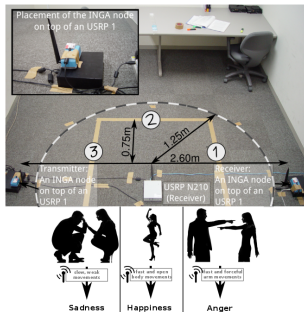 Placement of the INGA node
on top of an USRP 1
2
0.75m
1.25m
3
1
2.60m
Transmitter:
An INGA node
on top of an
USRP 1
USRP N210
(Receiver)
Receiver:
An INGA node
on top of an
USRP 1
slow, weak
movements
fast and open
body movements
fast and forceful
arm movements
Sadness
Happiness
Anger